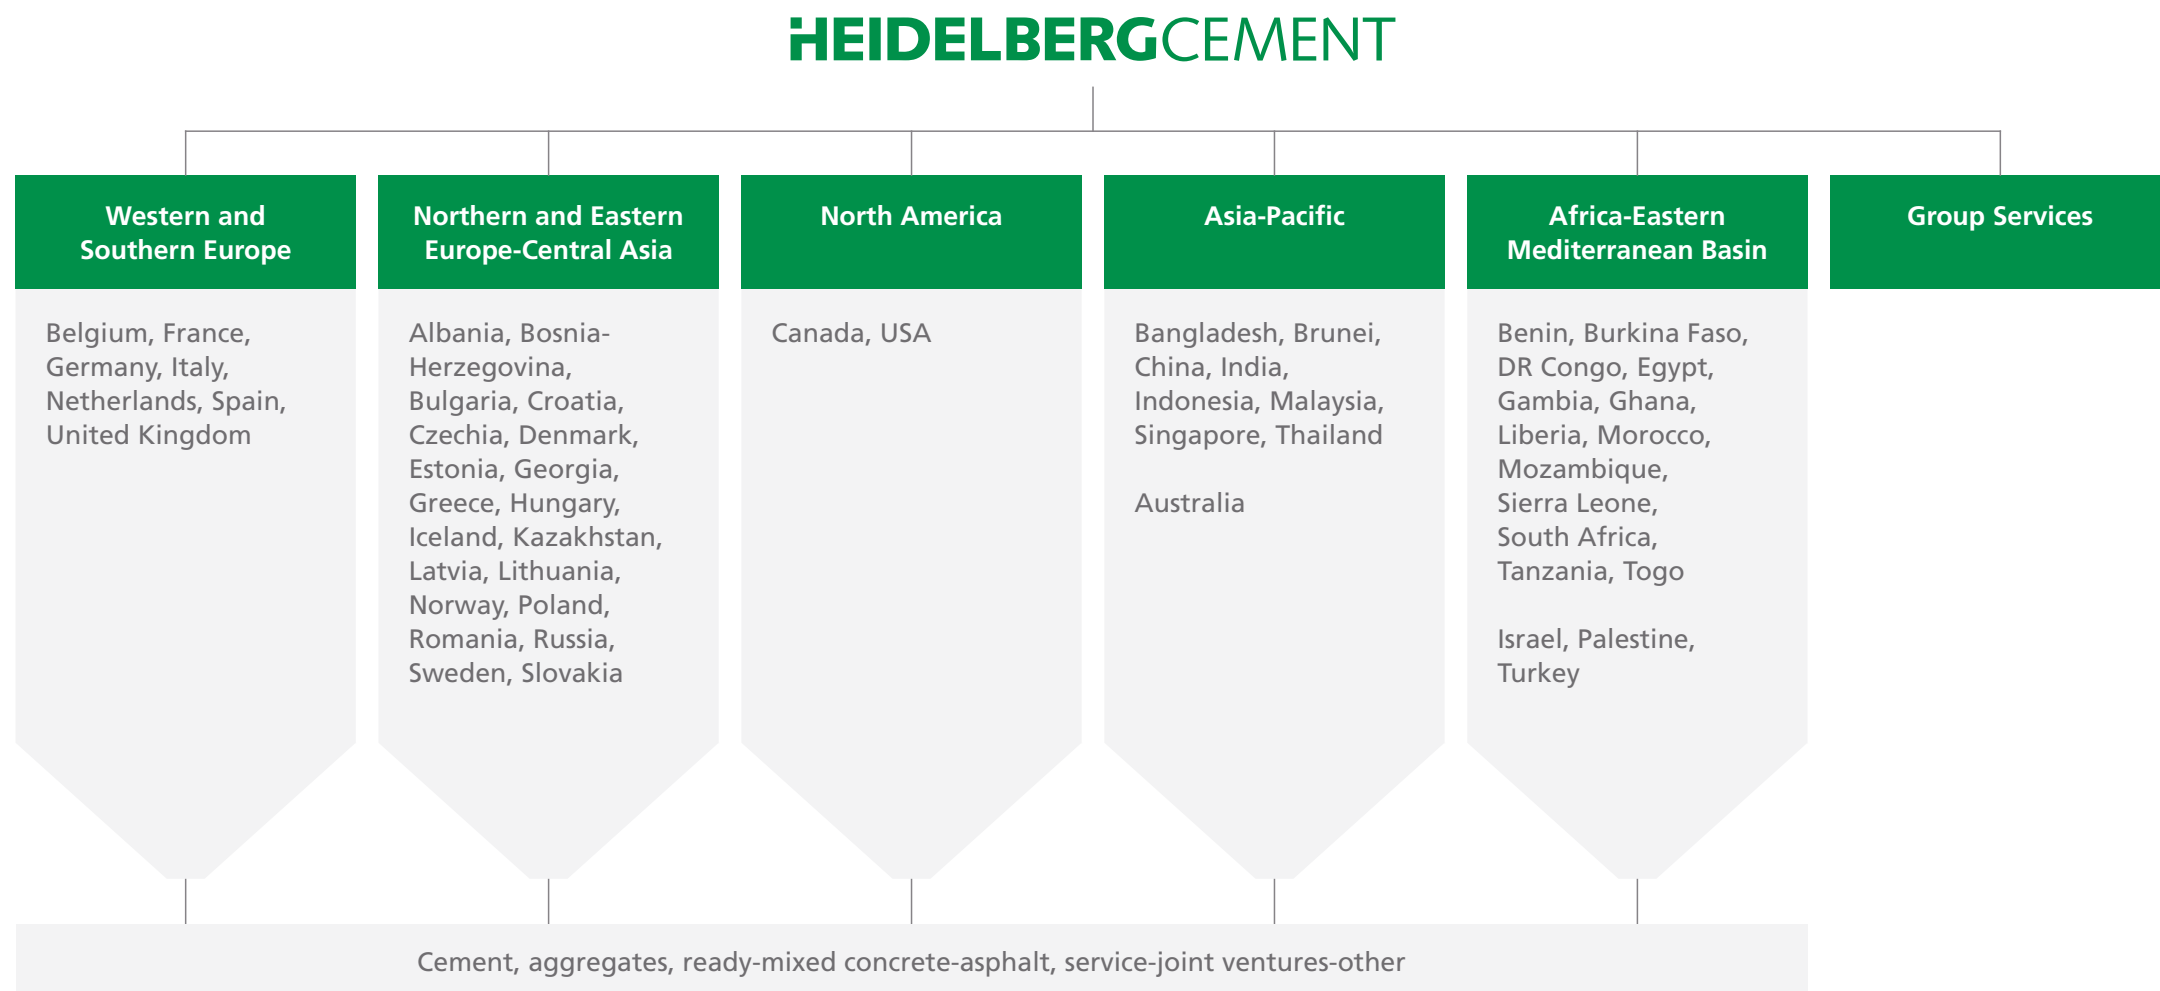 HEIDELBERGCEMENT
Western and
Southern Europe
Northern and Eastern
Europe-Central Asia
North America
Asia-Pacific
Africa-Eastern
Mediterranean Basin
Group Services
Belgium, France,
Germany, Italy,
Netherlands, Spain,
United Kingdom
Albania, Bosnia-
Herzegovina,
Bulgaria, Croatia,
Czechia, Denmark,
Estonia, Georgia,
Greece, Hungary,
Iceland, Kazakhstan,
Latvia, Lithuania,
Norway, Poland,
Romania, Russia,
Sweden, Slovakia
Canada, USA
Bangladesh, Brunei,
China, India,
Indonesia, Malaysia,
Singapore, Thailand
Australia
Benin, Burkina Faso,
DR Congo, Egypt,
Gambia, Ghana,
Liberia, Morocco,
Mozambique,
Sierra Leone,
South Africa,
Tanzania, Togo
Israel, Palestine,
Turkey
Cement, aggregates, ready-mixed concrete-asphalt, service-joint ventures-other